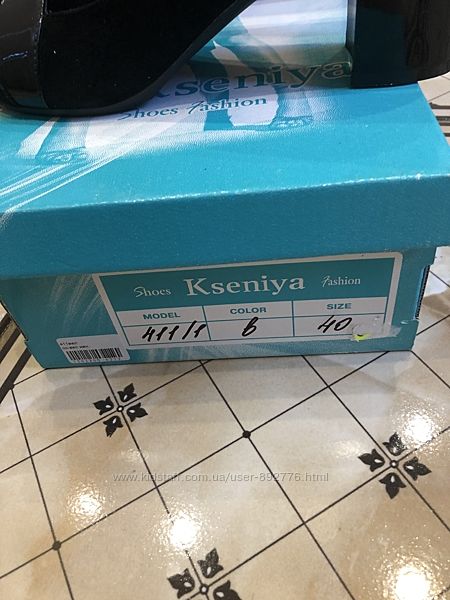 Kseniya
Shoes Fashion
Shoes Kseniya Fashion
MODEL COLOR SIZE
411/1 6 40
www.kidstaff.com.ua/user-892776.html